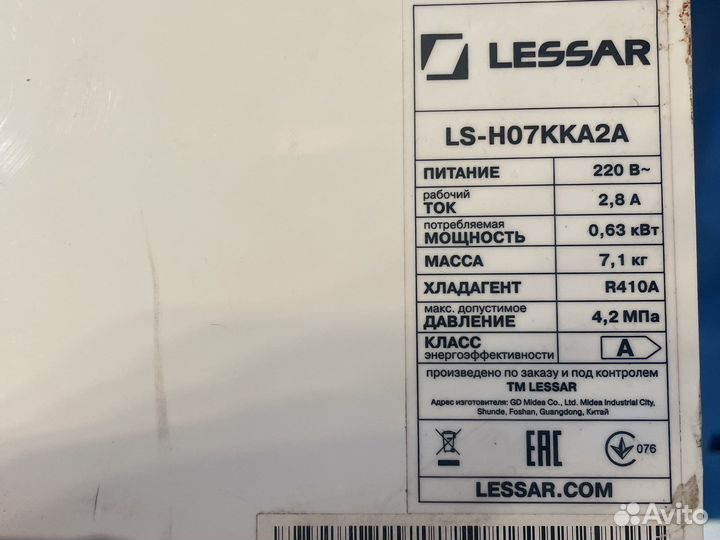 LESSAR
LS-H07KKA2A
ПИТАНИЕ 220 В~
рабочий
ТОК 2,8 А
потребляемая
МОЩНОСТЬ 0,63 кВт
МАССА 7,1 кг
ХЛАДАГЕНТ R410A
макс. допустимое
ДАВЛЕНИЕ 4,2 МПа
КЛАСС
энергоэффективности A
произведено по заказу и под контролем
TM LESSAR
Адрес изготовителя: GD Midea Co., Ltd. Midea Industrial City,
Shunde, Foshan, Guangdong, Китай
EAC 076
LESSAR.COM
Avito